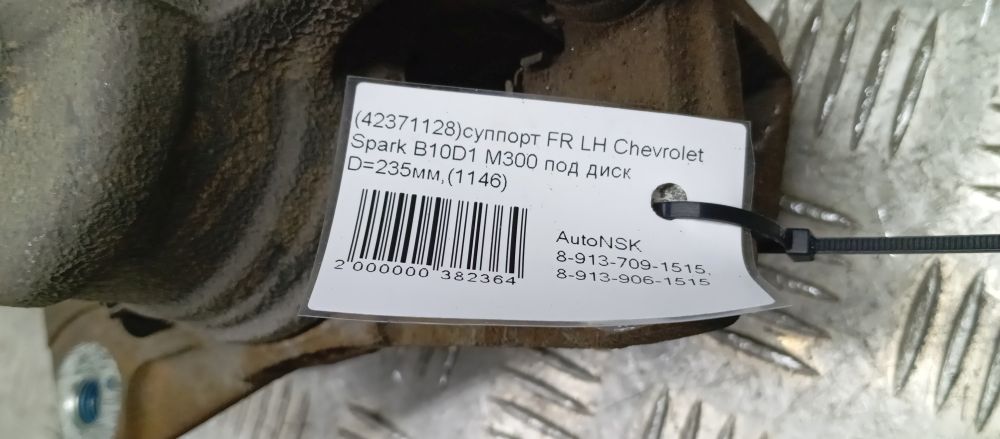 (42371128)суппорт FR LH Chevrolet
Spark B10D1 M300 под диск
D=235мм,(1146)
2 000000 382364
AutoNSK
8-913-709-1515,
8-913-906-1515